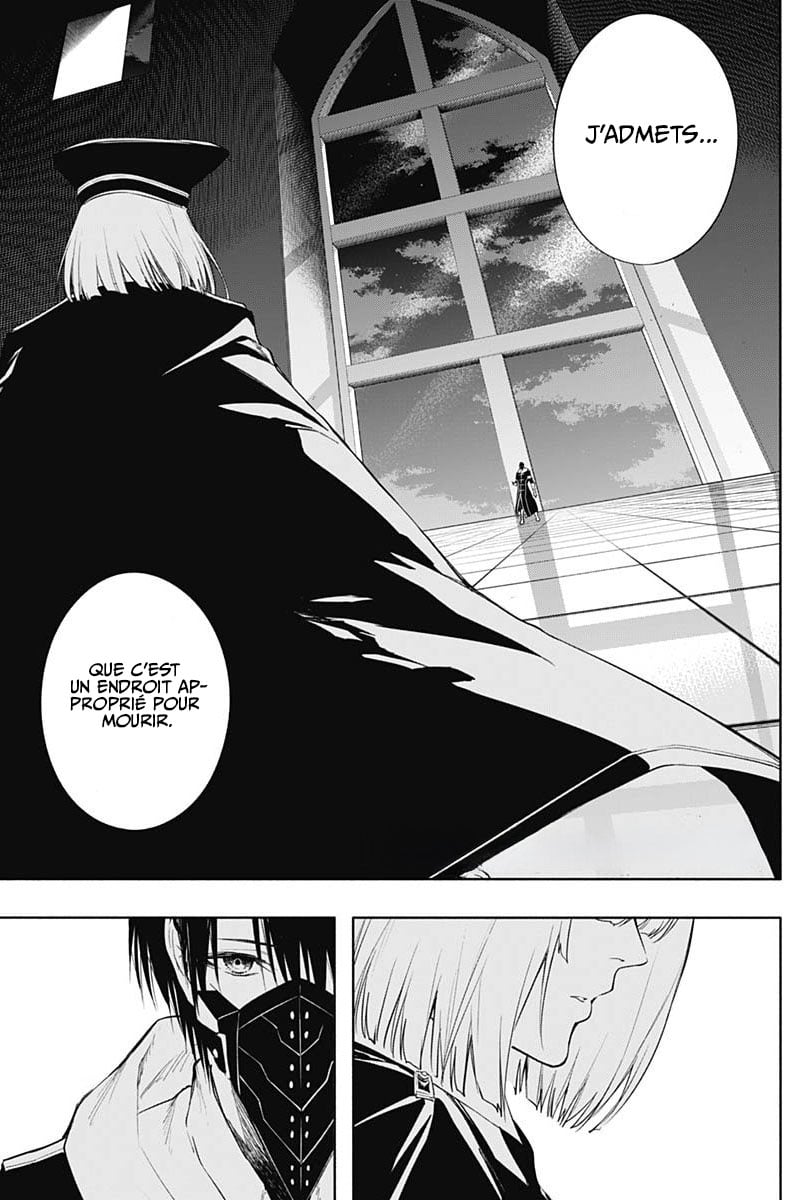 J'ADMETS...
QUE C'EST
UN ENDROIT AP-
PROPRIÉ POUR
MOURIR.